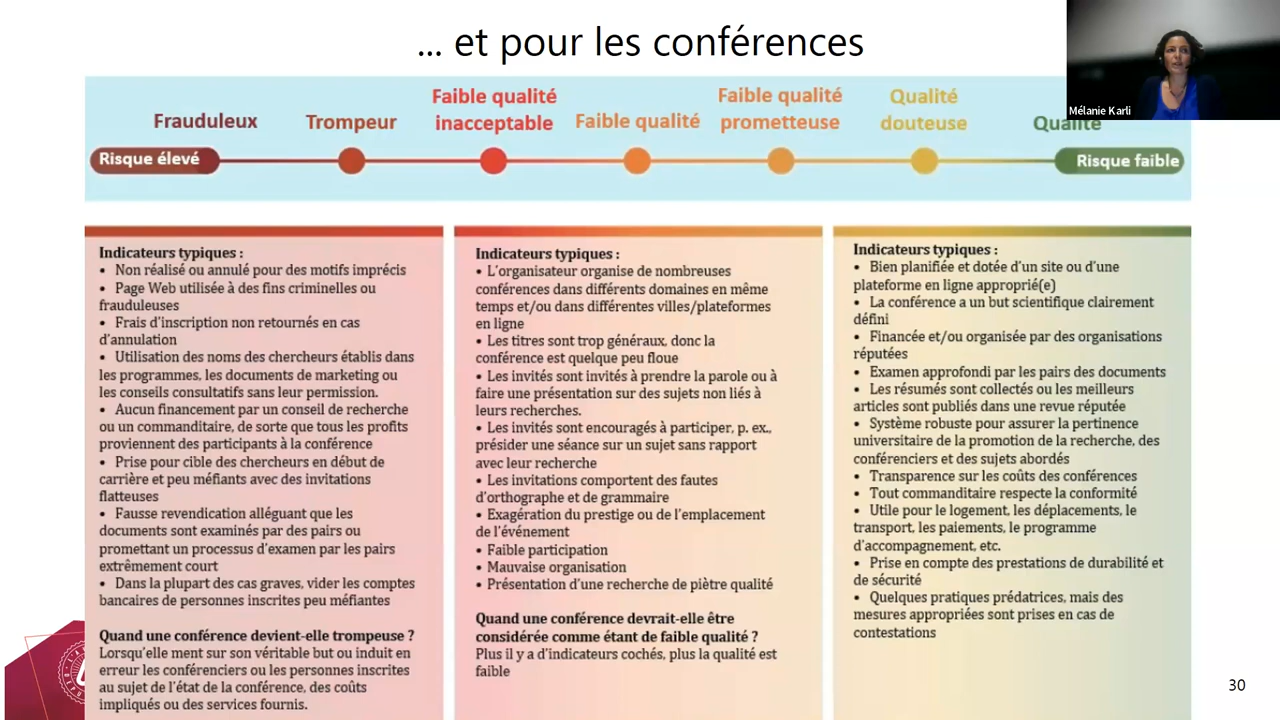 ... et pour les conférences
Mélanie Karli
Frauduleux
Trompeur
Faible qualité
inacceptable
Faible qualité
Faible qualité
prometteuse
Qualité
douteuse
Qualité
Risque élevé
Risque faible
Indicateurs typiques :
• Non réalisé ou annulé pour des motifs imprécis
• Page Web utilisée à des fins criminelles ou
frauduleuses
• Frais d'inscription non retournés en cas
d'annulation
• Utilisation des noms des chercheurs établis dans
les programmes, les documents de marketing ou
les conseils consultatifs sans leur permission.
• Aucun financement par un conseil de recherche
ou un commanditaire, de sorte que tous les profits
proviennent des participants à la conférence
• Prise pour cible des chercheurs en début de
carrière et peu méfiants avec des invitations
flatteuses
• Fausse revendication alléguant que les
documents sont examinés par des pairs ou
promettant un processus d'examen par les pairs
extrêmement court
• Dans la plupart des cas graves, vider les comptes
bancaires de personnes inscrites peu méfiantes
Quand une conférence devient-elle trompeuse ?
Lorsqu'elle ment sur son véritable but ou induit en
erreur les conférenciers ou les personnes inscrites
au sujet de l'état de la conférence, des coûts
impliqués ou des services fournis.
Indicateurs typiques :
• L'organisateur organise de nombreuses
conférences dans différents domaines en même
temps et/ou dans différentes villes/plateformes
en ligne
• Les titres sont trop généraux, donc la
conférence est quelque peu floue
• Les invités sont invités à prendre la parole ou à
faire une présentation sur des sujets non liés à
leurs recherches.
• Les invités sont encouragés à participer, p. ex.,
présider une séance sur un sujet sans rapport
avec leur recherche
• Les invitations comportent des fautes
d'orthographe et de grammaire
• Exagération du prestige ou de l'emplacement
de l'événement
• Faible participation
• Mauvaise organisation
• Présentation d'une recherche de piètre qualité
Quand une conférence devrait-elle être
considérée comme étant de faible qualité ?
Plus il y a d'indicateurs cochés, plus la qualité est
faible
Indicateurs typiques :
• Bien planifiée et dotée d'un site ou d'une
plateforme en ligne approprié(e)
• La conférence a un but scientifique clairement
défini
• Financée et/ou organisée par des organisations
réputées
• Examen approfondi par les pairs des documents
• Les résumés sont collectés ou les meilleurs
articles sont publiés dans une revue réputée
• Système robuste pour assurer la pertinence
universitaire de la promotion de la recherche, des
conférenciers et des sujets abordés
• Transparence sur les coûts des conférences
• Tout commanditaire respecte la conformité
• Utile pour le logement, les déplacements, le
transport, les paiements, le programme
d'accompagnement, etc.
• Prise en compte des prestations de durabilité et
de sécurité
• Quelques pratiques prédatrices, mais des
mesures appropriées sont prises en cas de
contestations
30